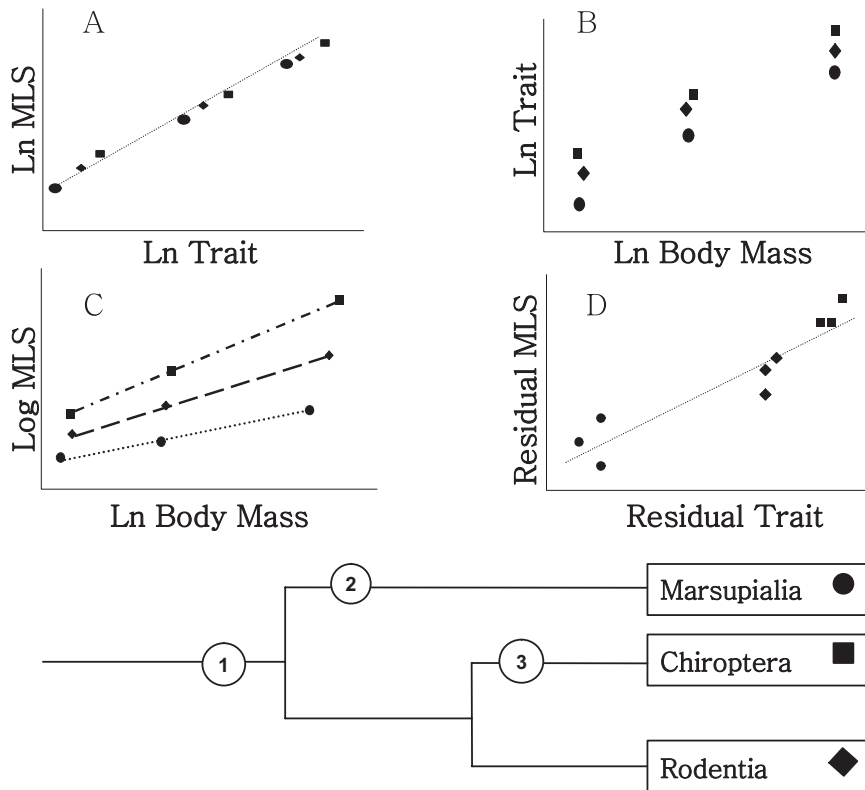 A
Ln MLS
Ln Trait
B
Ln Trait
Ln Body Mass
C
Log MLS
Ln Body Mass
D
Residual MLS
Residual Trait
2
Marsupialia
1
3
Chiroptera
Rodentia